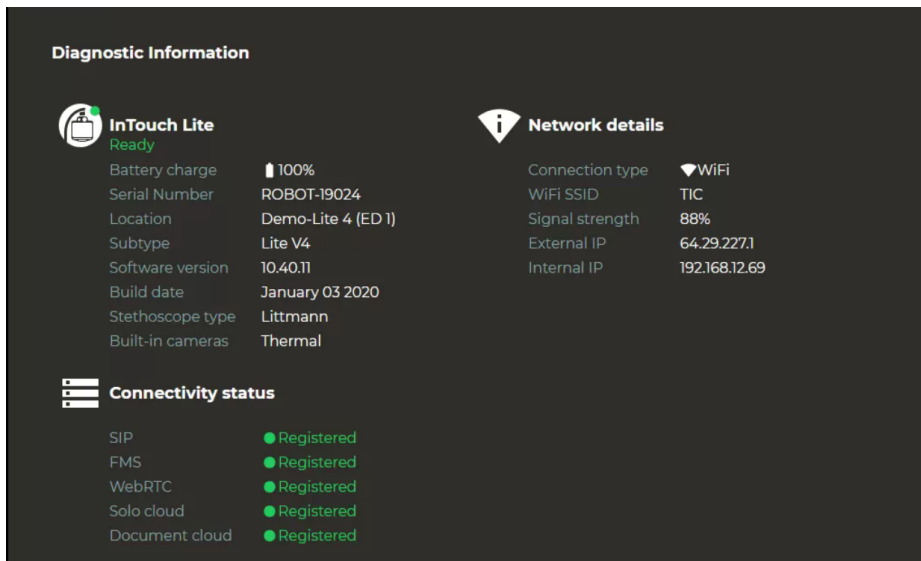 Diagnostic Information
InTouch Lite
Ready
Battery charge 100%
Serial Number ROBOT-19024
Location Demo-Lite 4 (ED 1)
Subtype Lite V4
Software version 10.40.11
Build date January 03 2020
Stethoscope type Littmann
Built-in cameras Thermal
Network details
Connection type WiFi
WiFi SSID TIC
Signal strength 88%
External IP 64.29.227.1
Internal IP 192.168.12.69
Connectivity status
SIP Registered
FMS Registered
WebRTC Registered
Solo cloud Registered
Document cloud Registered